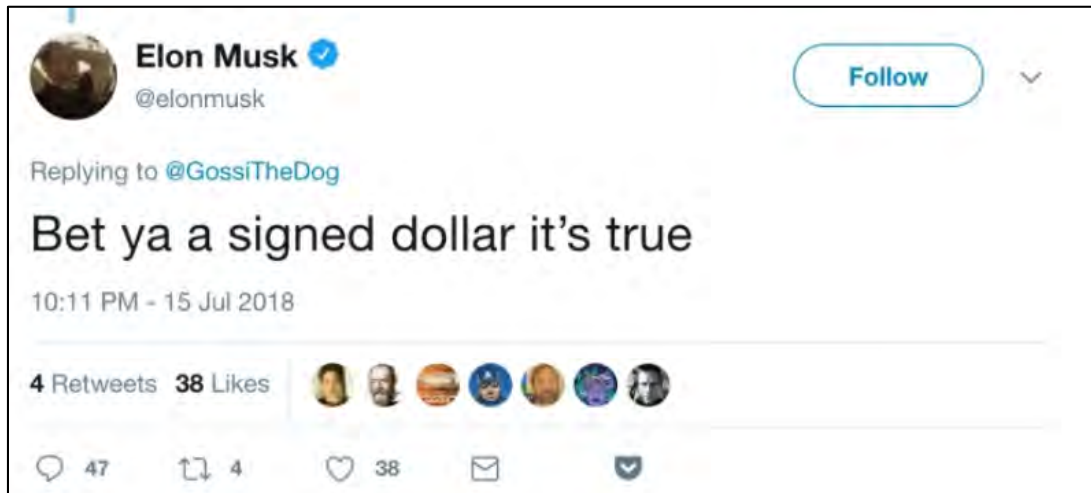 Elon Musk
@elonmusk
Follow
Replying to @GossiTheDog
Bet ya a signed dollar it's true
10:11 PM - 15 Jul 2018
4 Retweets 38 Likes
47 4 38